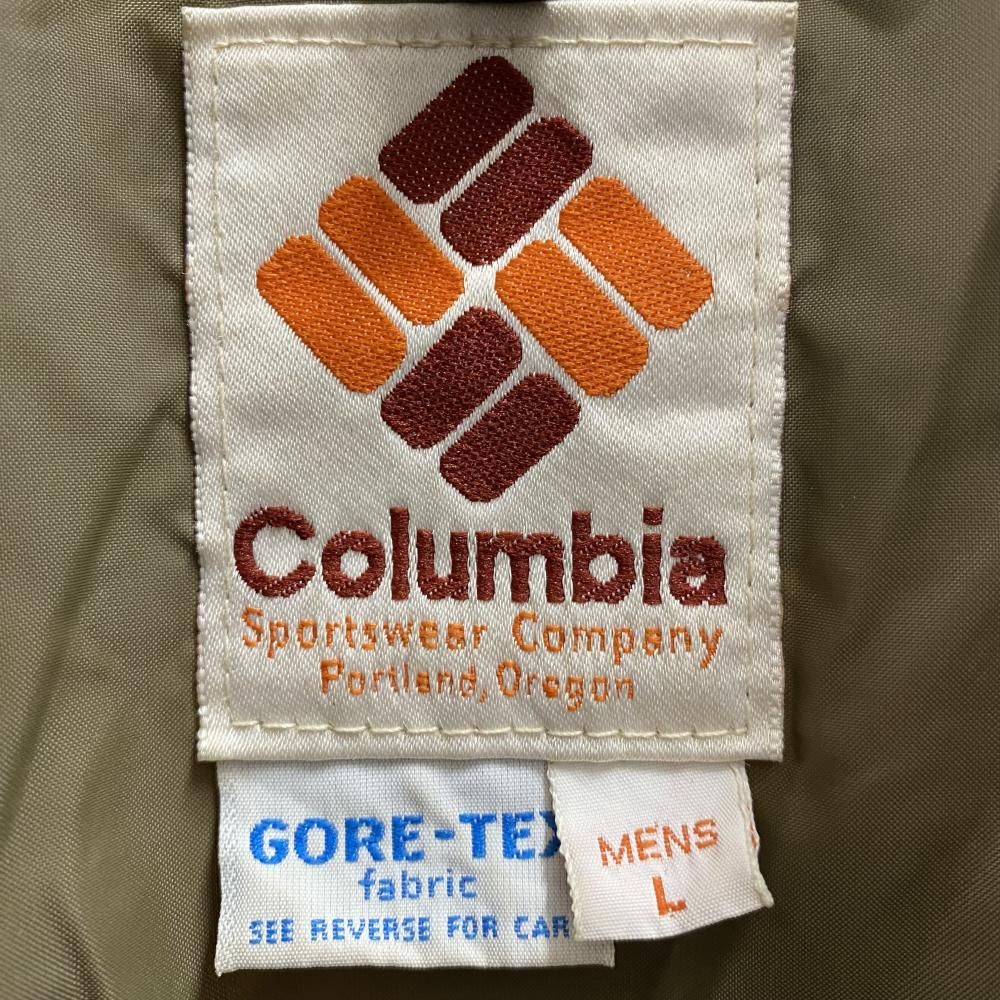 Columbia
Sportswear Company
Portland, Oregon
GORE-TEX
fabric
SEE REVERSE FOR CAR
MENS
L